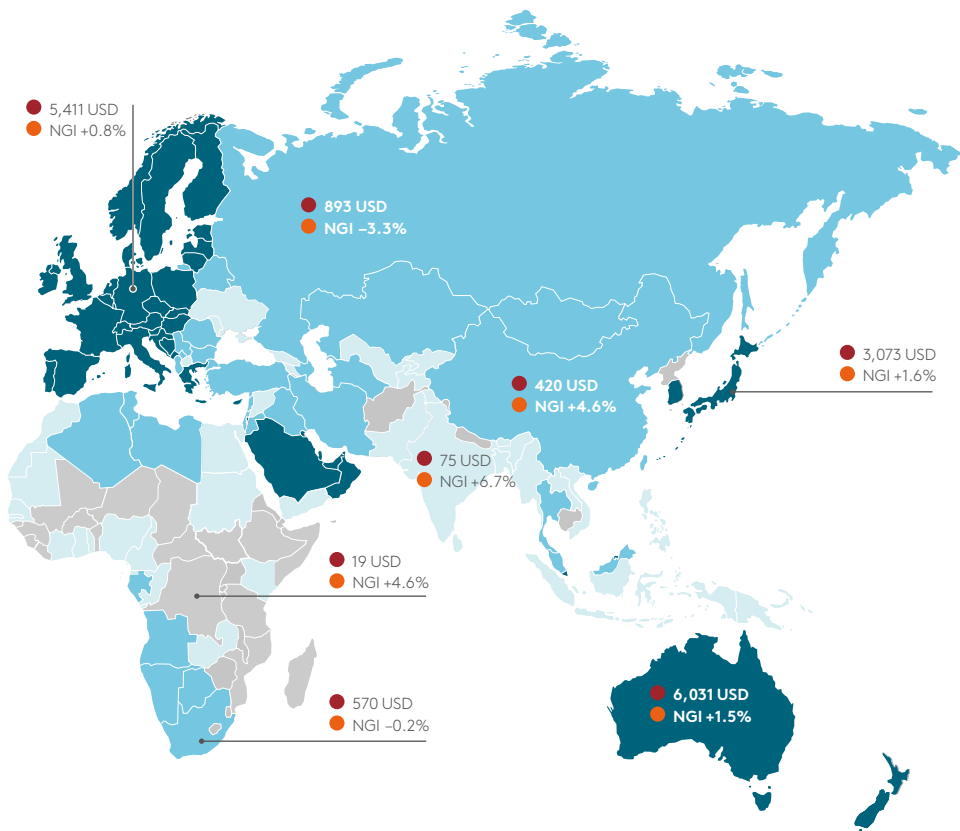 5,411 USD
NGI +0.8%
893 USD
NGI −3.3%
3,073 USD
NGI +1.6%
420 USD
NGI +4.6%
75 USD
NGI +6.7%
19 USD
NGI +4.6%
570 USD
NGI −0.2%
6,031 USD
NGI +1.5%